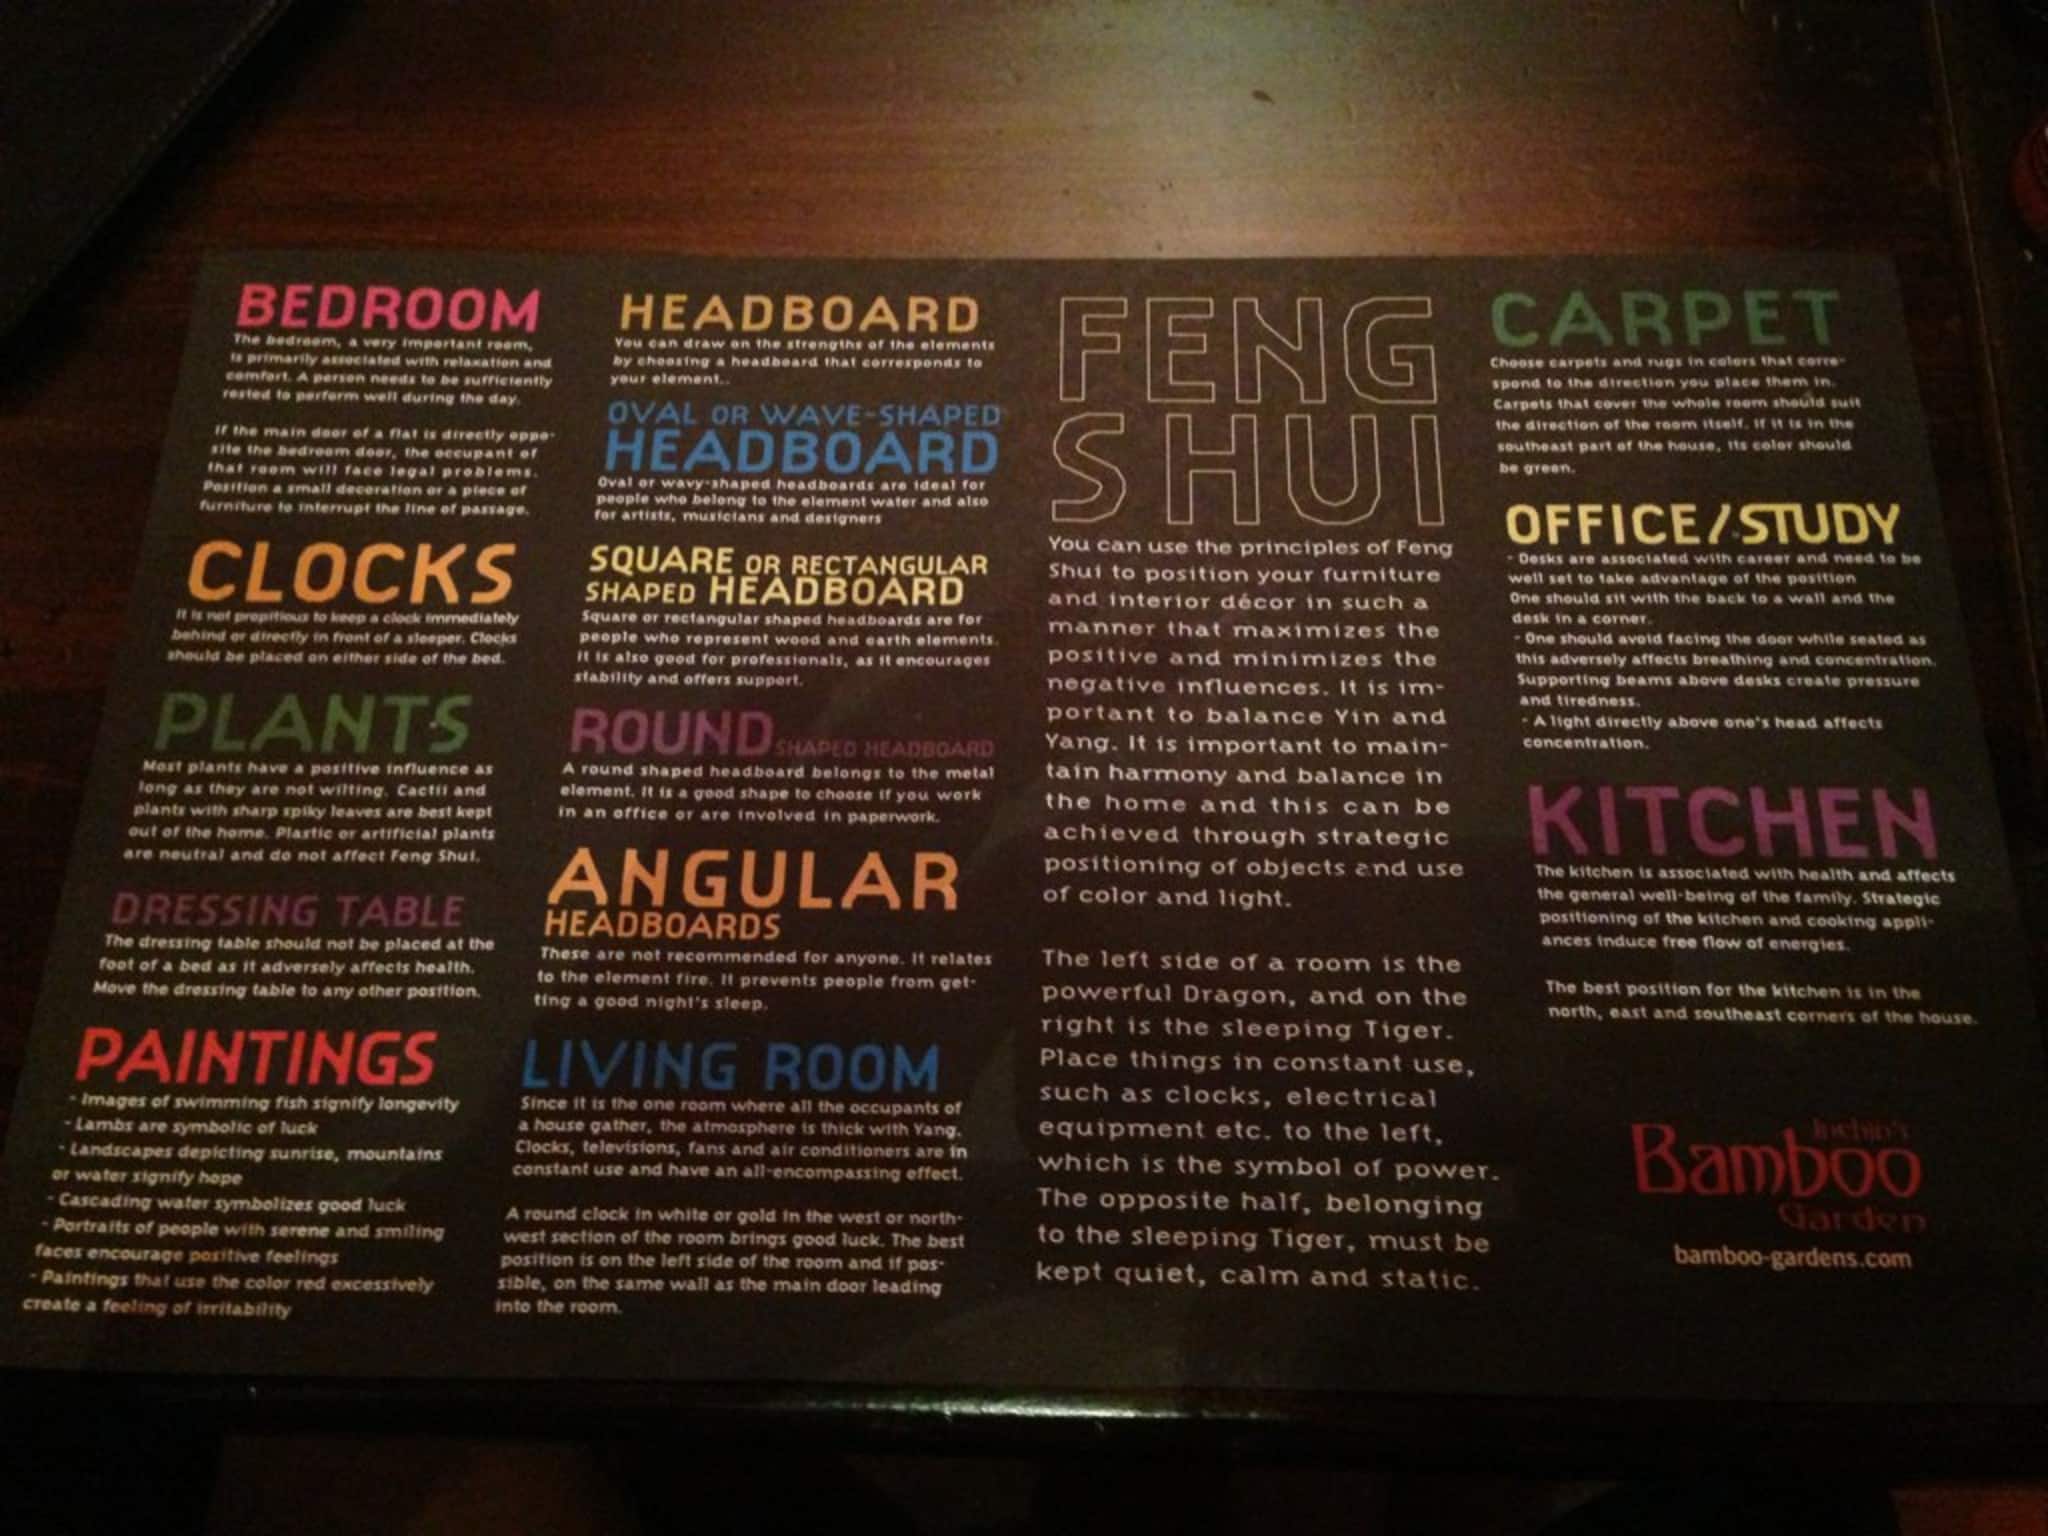 BEDROOM
The bedroom, a very important room,
is primarily associated with relaxation and
comfort. A person needs to be sufficiently
rested to perform well during the day.
If the main door of a flat is directly oppo-
site the bedroom door, the occupant of
that room will face legal problems.
Position a small decoration or a piece of
furniture to interrupt the line of passage.
CLOCKS
It is not propitious to keep a clock immediately
behind or directly in front of a sleeper. Clocks
should be placed on either side of the bed.
PLANTS
Most plants have a positive influence as
long as they are not wilting. Cactii and
plants with sharp spiky leaves are best kept
out of the home. Plastic or artificial plants
are neutral and do not affect Feng Shui.
DRESSING TABLE
The dressing table should not be placed at the
foot of a bed as it adversely affects health.
Move the dressing table to any other position.
PAINTINGS
- Images of swimming fish signify longevity
- Lambs are symbolic of luck
- Landscapes depicting sunrise, mountains
or water signify hope
- Cascading water symbolizes good luck
- Portraits of people with serene and smiling
faces encourage positive feelings
- Paintings that use the color red excessively
create a feeling of irritability
HEADBOARD
You can draw on the strengths of the elements
by choosing a headboard that corresponds to
your element..
OVAL OR WAVE-SHAPED
HEADBOARD
Oval or wavy-shaped headboards are ideal for
people who belong to the element water and also
for artists, musicians and designers
SQUARE OR RECTANGULAR
SHAPED HEADBOARD
Square or rectangular shaped headboards are for
people who represent wood and earth elements.
It is also good for professionals, as it encourages
stability and offers support.
ROUND SHAPED HEADBOARD
A round shaped headboard belongs to the metal
element. It is a good shape to choose if you work
in an office or are involved in paperwork.
ANGULAR
HEADBOARDS
These are not recommended for anyone. It relates
to the element fire. It prevents people from get-
ting a good night's sleep.
LIVING ROOM
Since it is the one room where all the occupants of
a house gather, the atmosphere is thick with Yang.
Clocks, televisions, fans and air conditioners are in
constant use and have an all-encompassing effect.
A round clock in white or gold in the west or north-
west section of the room brings good luck. The best
position is on the left side of the room and if pos-
sible, on the same wall as the main door leading
into the room.
FENG
SHUI
You can use the principles of Feng
Shui to position your furniture
and interior décor in such a
manner that maximizes the
positive and minimizes the
negative influences. It is im-
portant to balance Yin and
Yang. It is important to main-
tain harmony and balance in
the home and this can be
achieved through strategic
positioning of objects and use
of color and light.
The left side of a room is the
powerful Dragon, and on the
right is the sleeping Tiger.
Place things in constant use,
such as clocks, electrical
equipment etc. to the left,
which is the symbol of power.
The opposite half, belonging
to the sleeping Tiger, must be
kept quiet, calm and static.
CARPET
Choose carpets and rugs in colors that corre-
spond to the direction you place them in.
Carpets that cover the whole room should suit
the direction of the room itself. If it is in the
southeast part of the house, its color should
be green.
OFFICE/STUDY
- Desks are associated with career and need to be
well set to take advantage of the position
One should sit with the back to a wall and the
desk in a corner.
- One should avoid facing the door while seated as
this adversely affects breathing and concentration.
Supporting beams above desks create pressure
and tiredness.
- A light directly above one's head affects
concentration.
KITCHEN
The kitchen is associated with health and affects
the general well-being of the family. Strategic
positioning of the kitchen and cooking appli-
ances induce free flow of energies.
The best position for the kitchen is in the
north, east and southeast corners of the house.
Bamboo
Garden
bamboo-gardens.com